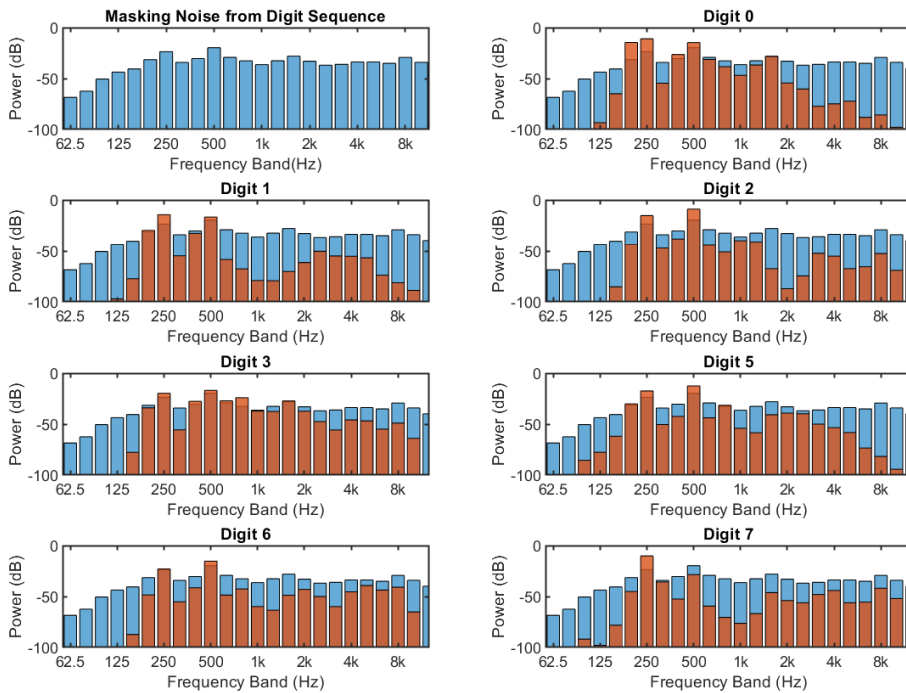 Masking Noise from Digit Sequence
Power (dB)
0
-50
-100
62.5 125 250 500 1k 2k 4k 8k
Frequency Band(Hz)
Digit 0
Power (dB)
0
-50
-100
62.5 125 250 500 1k 2k 4k 8k
Frequency Band (Hz)
Digit 1
Power (dB)
0
-50
-100
62.5 125 250 500 1k 2k 4k 8k
Frequency Band (Hz)
Digit 2
Power (dB)
0
-50
-100
62.5 125 250 500 1k 2k 4k 8k
Frequency Band (Hz)
Digit 3
Power (dB)
0
-50
-100
62.5 125 250 500 1k 2k 4k 8k
Frequency Band (Hz)
Digit 5
Power (dB)
0
-50
-100
62.5 125 250 500 1k 2k 4k 8k
Frequency Band (Hz)
Digit 6
Power (dB)
0
-50
-100
62.5 125 250 500 1k 2k 4k 8k
Frequency Band (Hz)
Digit 7
Power (dB)
0
-50
-100
62.5 125 250 500 1k 2k 4k 8k
Frequency Band (Hz)